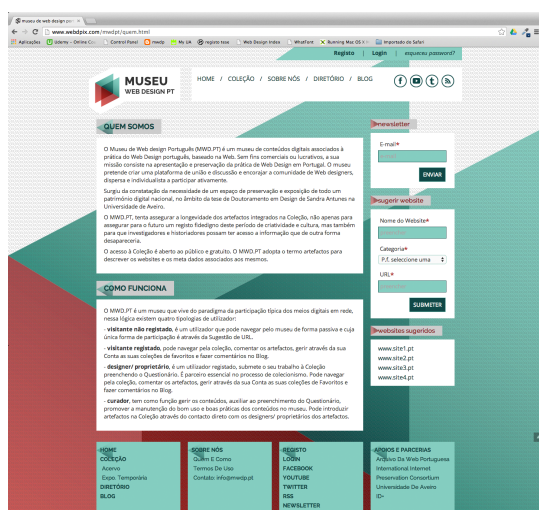 museu de web design port
www.webdpix.com/mwdpt/quem.html
Aplicações Udemy - Online Co Control Panel mwdp My UA registo tese Web Design Index WhatFont Running Mac OS X Importado do Safari
Registo | Login | esqueceu password?
MUSEU
WEB DESIGN PT
HOME / COLEÇÃO / SOBRE NÓS / DIRETÓRIO / BLOG
QUEM SOMOS
O Museu de Web design Português (MWD.PT) é um museu de conteúdos digitais associados à
prática do Web Design português, baseado na Web. Sem fins comerciais ou lucrativos, a sua
missão consiste na apresentação e preservação da prática de Web Design em Portugal. O museu
pretende criar uma plataforma de união e discussão e encorajar a comunidade de Web designers,
dispersa e individualista a participar ativamente.
Surgiu da constatação da necessidade de um espaço de preservação e exposição de todo um
património digital nacional, no âmbito da tese de Doutoramento em Design de Sandra Antunes na
Universidade de Aveiro.
O MWD.PT, tenta assegurar a longevidade dos artefactos integrados na Coleção, não apenas para
assegurar para o futuro um registo fidedigno deste período de criatividade e cultura, mas também
para que investigadores e historiadores possam ter acesso a informação que de outra forma
desapareceria.
O acesso à Coleção é aberto ao público e gratuito. O MWD.PT adopta o termo artefactos para
descrever os websites e os meta dados associados aos mesmos.
COMO FUNCIONA
O MWD.PT é um museu que vive do paradigma da participação típica dos meios digitais em rede,
nessa lógica existem quatro tipologias de utilizador:
- visitante não registado, é um utilizador que pode navegar pelo museu de forma passiva e cuja
única forma de participação é através da Sugestão de URL.
- visitante registado, pode navegar pela coleção, comentar os artefactos, gerir através da sua
Conta as suas coleções de favoritos e fazer comentários no Blog.
- designer/ proprietário, é um utilizador registado, submete o seu trabalho à Coleção
preenchendo o Questionário. É parceiro essencial no processo de colecionismo. Pode navegar
pela coleção, comentar os artefactos, gerir através da sua Conta as suas coleções de Favoritos e
fazer comentários no Blog.
- curador, tem como função gerir os conteúdos, auxiliar ao preenchimento do Questionário,
promover a manutenção do bom uso e boas práticas dos conteúdos no museu. Pode introduzir
artefactos na Coleção através do contacto direto com os designers/ proprietários dos artefactos.
newsletter
E-mail*
ENVIAR
sugerir website
Nome do Website*
Categoria*
P.f. seleccione uma
URL*
SUBMETER
websites sugeridos
www.site1.pt
www.site2.pt
www.site3.pt
www.site4.pt
HOME
COLEÇÃO
Acervo
Expo. Temporária
DIRETÓRIO
BLOG
SOBRE NÓS
Quem E Como
Termos De Uso
Contato: info@mwdp.pt
REGISTO
LOGIN
FACEBOOK
YOUTUBE
TWITTER
RSS
NEWSLETTER
APOIOS E PARCERIAS
Arquivo Da Web Portuguesa
International Internet
Preservation Consortium
Universidade De Aveiro
ID+